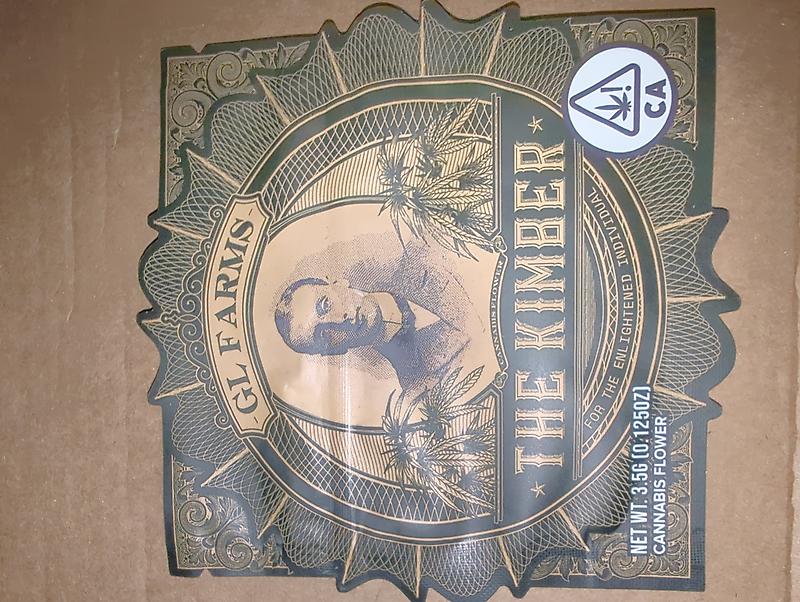 GL FARMS
CANNABIS FLOWER
THE KIMBER
FOR THE ENLIGHTENED INDIVIDUAL
NET WT. 3.5G (0.125OZ)
CANNABIS FLOWER
! CA